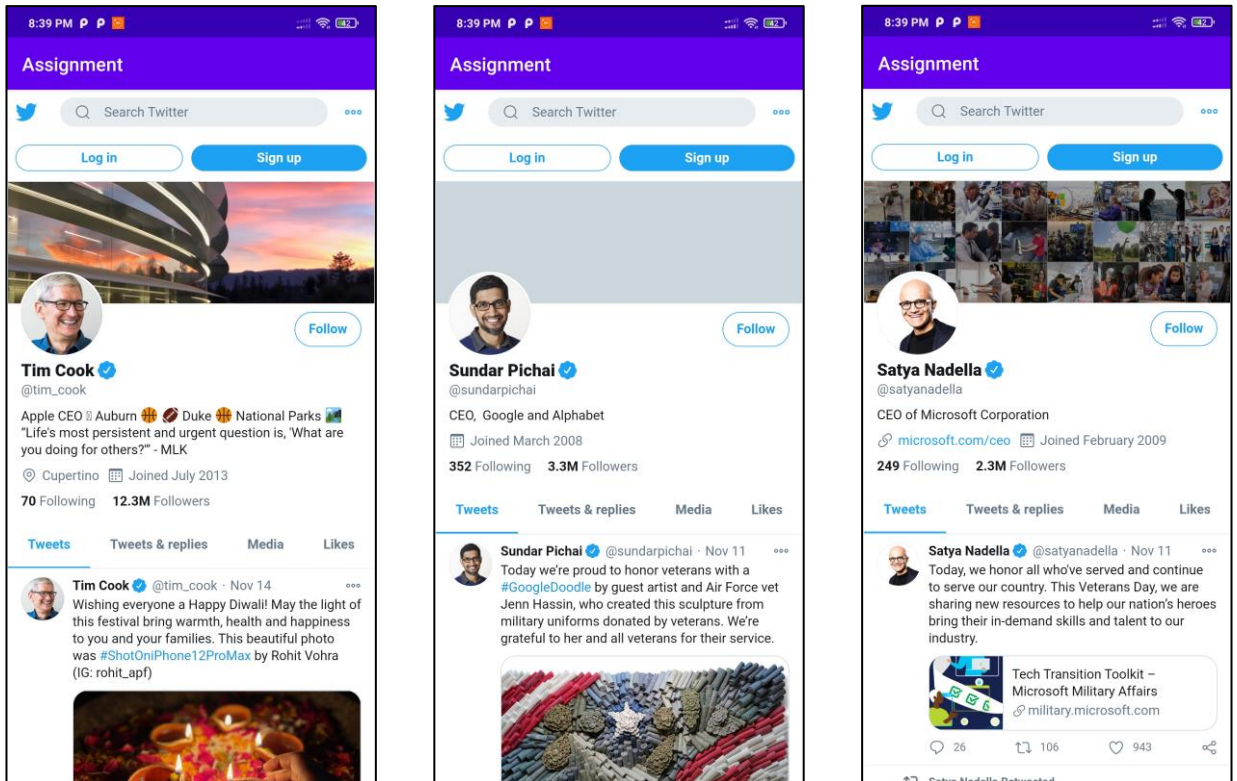 8:39 PM
42
Assignment
Search Twitter
Log in
Sign up
Follow
Tim Cook
@tim_cook
Apple CEO Auburn 🏀 🏈 Duke 🏀 National Parks 🏞️
“Life's most persistent and urgent question is, 'What are
you doing for others?'” - MLK
Cupertino Joined July 2013
70 Following 12.3M Followers
Tweets Tweets & replies Media Likes
Tim Cook @tim_cook · Nov 14
Wishing everyone a Happy Diwali! May the light of
this festival bring warmth, health and happiness
to you and your families. This beautiful photo
was #ShotOniPhone12ProMax by Rohit Vohra
(IG: rohit_apf)
8:39 PM
42
Assignment
Search Twitter
Log in
Sign up
Follow
Sundar Pichai
@sundarpichai
CEO, Google and Alphabet
Joined March 2008
352 Following 3.3M Followers
Tweets Tweets & replies Media Likes
Sundar Pichai @sundarpichai · Nov 11
Today we’re proud to honor veterans with a
#GoogleDoodle by guest artist and Air Force vet
Jenn Hassin, who created this sculpture from
military uniforms donated by veterans. We’re
grateful to her and all veterans for their service.
8:39 PM
42
Assignment
Search Twitter
Log in
Sign up
Follow
Satya Nadella
@satyanadella
CEO of Microsoft Corporation
microsoft.com/ceo Joined February 2009
249 Following 2.3M Followers
Tweets Tweets & replies Media Likes
Satya Nadella @satyanadella · Nov 11
Today, we honor all who've served and continue
to serve our country. This Veterans Day, we are
sharing new resources to help our nation’s heroes
bring their in-demand skills and talent to our
industry.
Tech Transition Toolkit –
Microsoft Military Affairs
military.microsoft.com
26 106 943
Satya Nadella Retweeted